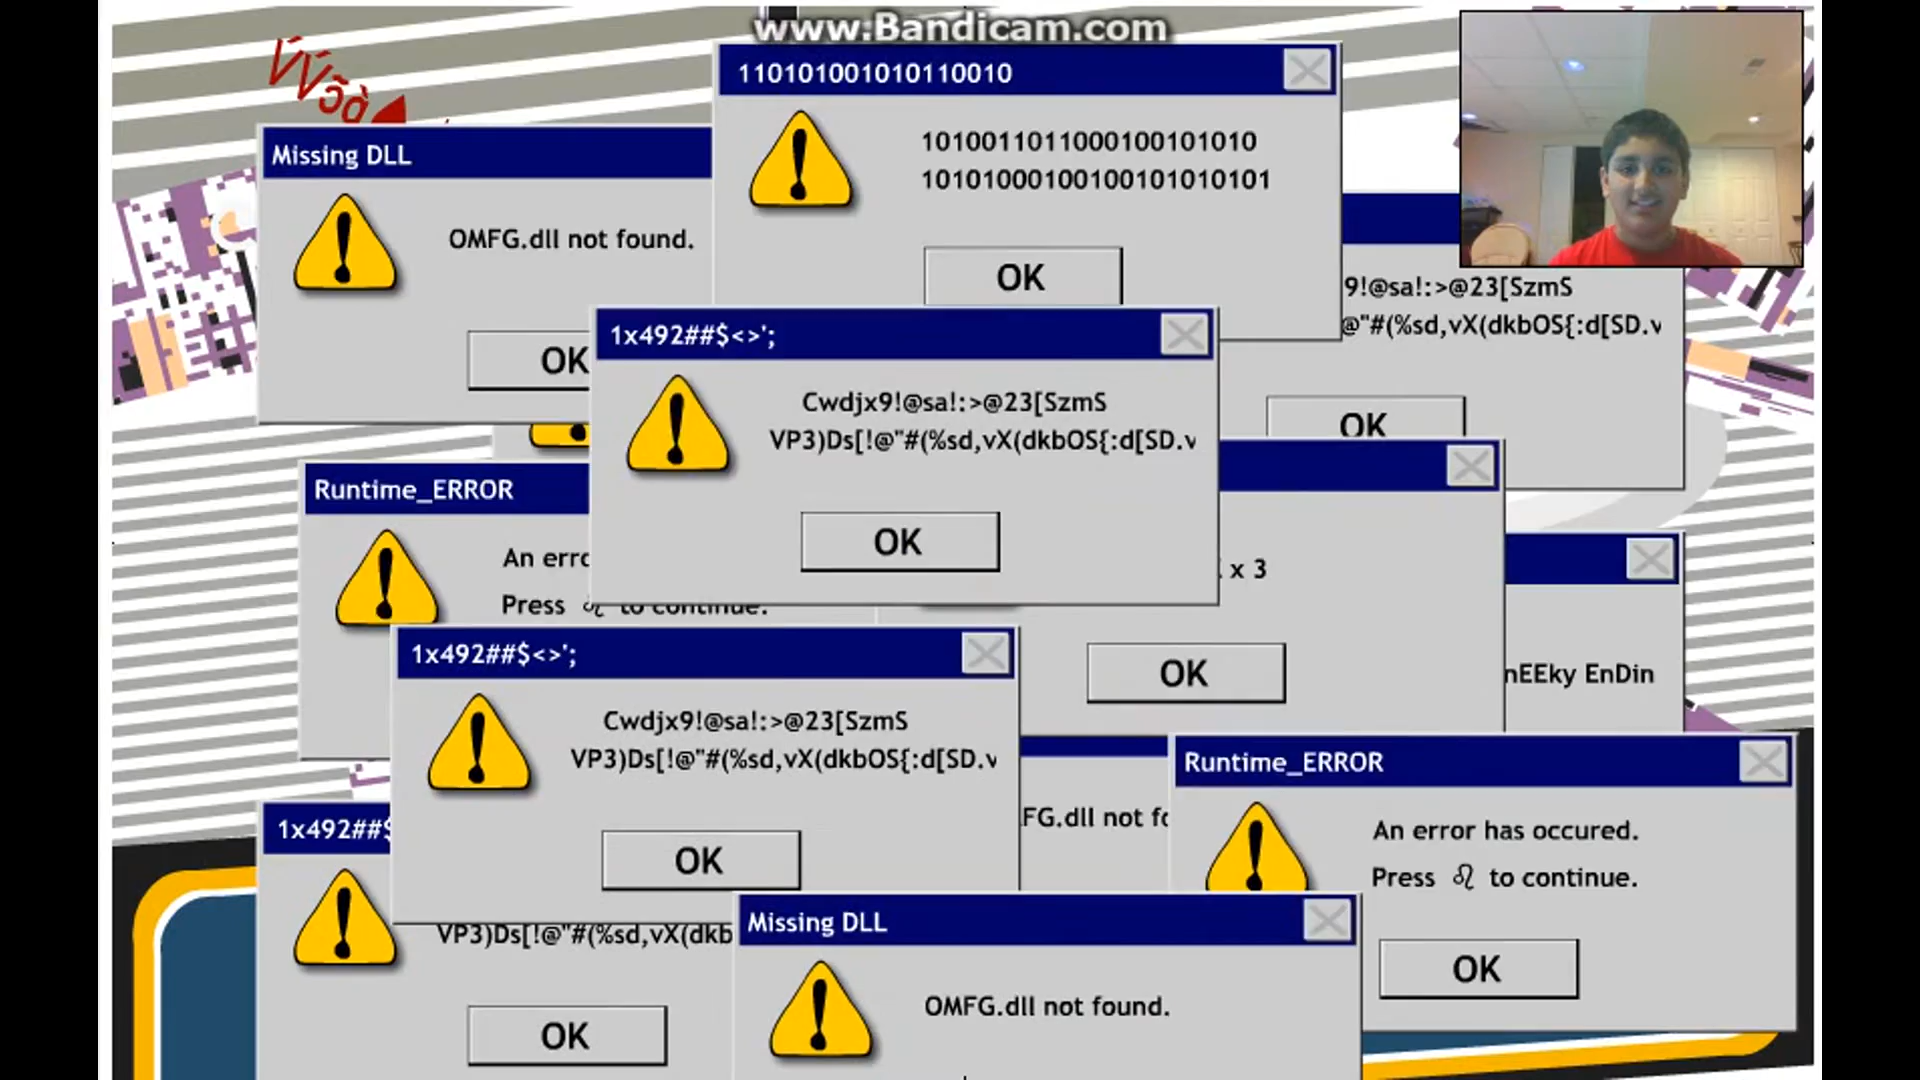 www.Bandicam.com
110101001010110010
1010011011000100101010
10101000100100101010101
OK
Missing DLL
OMFG.dll not found.
OK
9!@sa!:>@23[SzmS
@"#(%sd,vX(dkbOS{:d[SD.v
OK
1x492##$<>';
Cwdjx9!@sa!:>@23[SzmS
VP3)Ds[!@"#(%sd,vX(dkbOS{:d[SD.v
OK
Runtime_ERROR
An erro
Press ♌ to continue.
x 3
OK
nEEky EnDin
1x492##$<>';
Cwdjx9!@sa!:>@23[SzmS
VP3)Ds[!@"#(%sd,vX(dkbOS{:d[SD.v
OK
FG.dll not fo
Runtime_ERROR
An error has occured.
Press ♌ to continue.
OK
1x492##$
VP3)Ds[!@"#(%sd,vX(dkb
OK
Missing DLL
OMFG.dll not found.